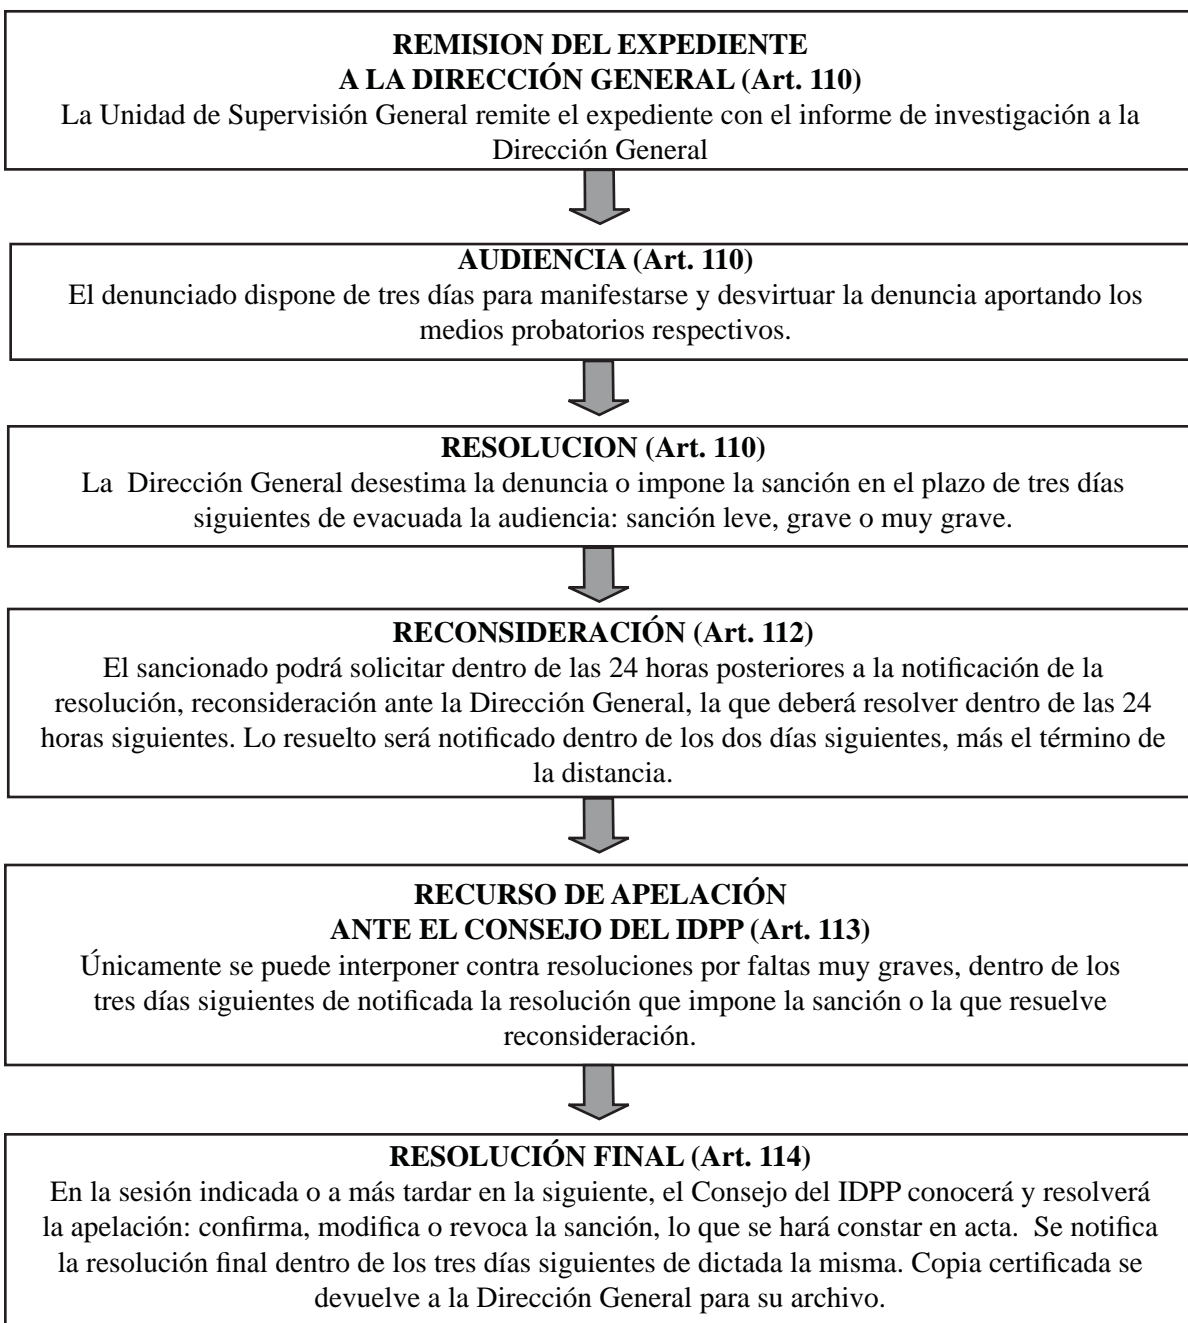 REMISION DEL EXPEDIENTE
A LA DIRECCIÓN GENERAL (Art. 110)
La Unidad de Supervisión General remite el expediente con el informe de investigación a la
Dirección General
AUDIENCIA (Art. 110)
El denunciado dispone de tres días para manifestarse y desvirtuar la denuncia aportando los
medios probatorios respectivos.
RESOLUCION (Art. 110)
La Dirección General desestima la denuncia o impone la sanción en el plazo de tres días
siguientes de evacuada la audiencia: sanción leve, grave o muy grave.
RECONSIDERACIÓN (Art. 112)
El sancionado podrá solicitar dentro de las 24 horas posteriores a la notificación de la
resolución, reconsideración ante la Dirección General, la que deberá resolver dentro de las 24
horas siguientes. Lo resuelto será notificado dentro de los dos días siguientes, más el término de
la distancia.
RECURSO DE APELACIÓN
ANTE EL CONSEJO DEL IDPP (Art. 113)
Únicamente se puede interponer contra resoluciones por faltas muy graves, dentro de los
tres días siguientes de notificada la resolución que impone la sanción o la que resuelve
reconsideración.
RESOLUCIÓN FINAL (Art. 114)
En la sesión indicada o a más tardar en la siguiente, el Consejo del IDPP conocerá y resolverá
la apelación: confirma, modifica o revoca la sanción, lo que se hará constar en acta. Se notifica
la resolución final dentro de los tres días siguientes de dictada la misma. Copia certificada se
devuelve a la Dirección General para su archivo.